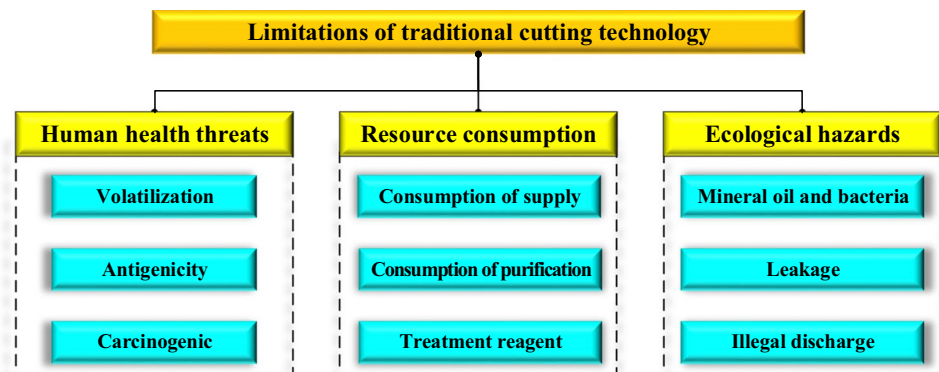 Limitations of traditional cutting technology
Human health threats
Resource consumption
Ecological hazards
Volatilization
Consumption of supply
Mineral oil and bacteria
Antigenicity
Consumption of purification
Leakage
Carcinogenic
Treatment reagent
Illegal discharge